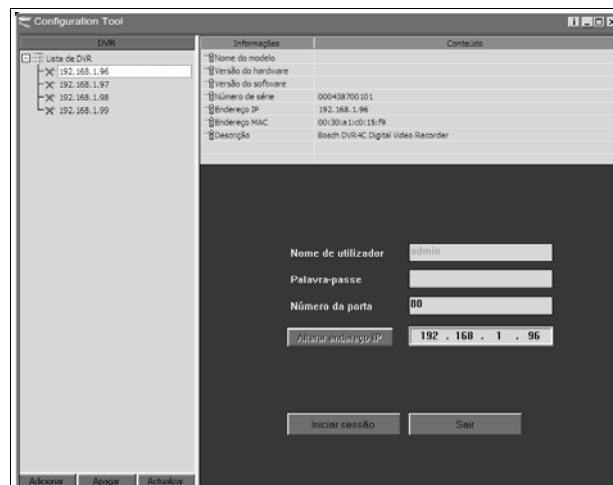 Configuration Tool
DVR
Informações Conteúdo
Lista de DVR
192.168.1.96
192.168.1.97
192.168.1.98
192.168.1.99
Nome do modelo
Versão do hardware
Versão do software
Número de série 000438700101
Endereço IP 192.168.1.96
Endereço MAC 00:30:a1:c0:15:f9
Descrição Bosch DVR4C Digital Video Recorder
Nome de utilizador admin
Palavra-passe
Número da porta 80
Alterar endereço IP 192 . 168 . 1 . 96
Iniciar sessão Sair
Adicionar Apagar Actualizar